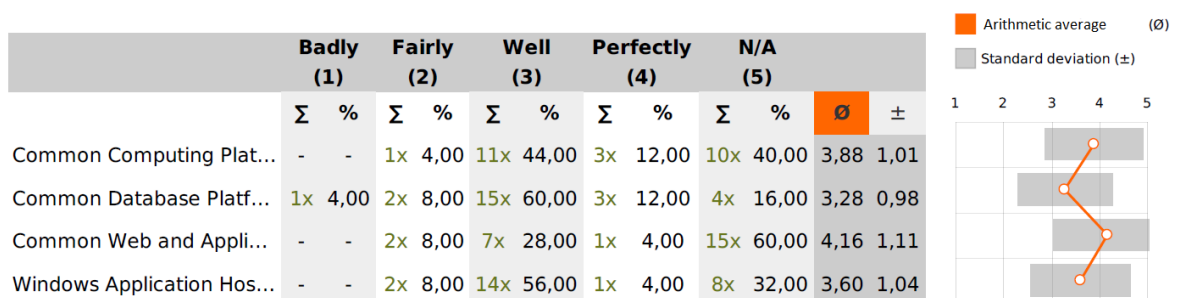 Arithmetic average (Ø)
Standard deviation (±)
Badly Fairly Well Perfectly N/A
(1) (2) (3) (4) (5)
Σ % Σ % Σ % Σ % Σ % Ø ±
1 2 3 4 5
Common Computing Plat... - - 1x 4,00 11x 44,00 3x 12,00 10x 40,00 3,88 1,01
Common Database Platf... 1x 4,00 2x 8,00 15x 60,00 3x 12,00 4x 16,00 3,28 0,98
Common Web and Appli... - - 2x 8,00 7x 28,00 1x 4,00 15x 60,00 4,16 1,11
Windows Application Hos... - - 2x 8,00 14x 56,00 1x 4,00 8x 32,00 3,60 1,04